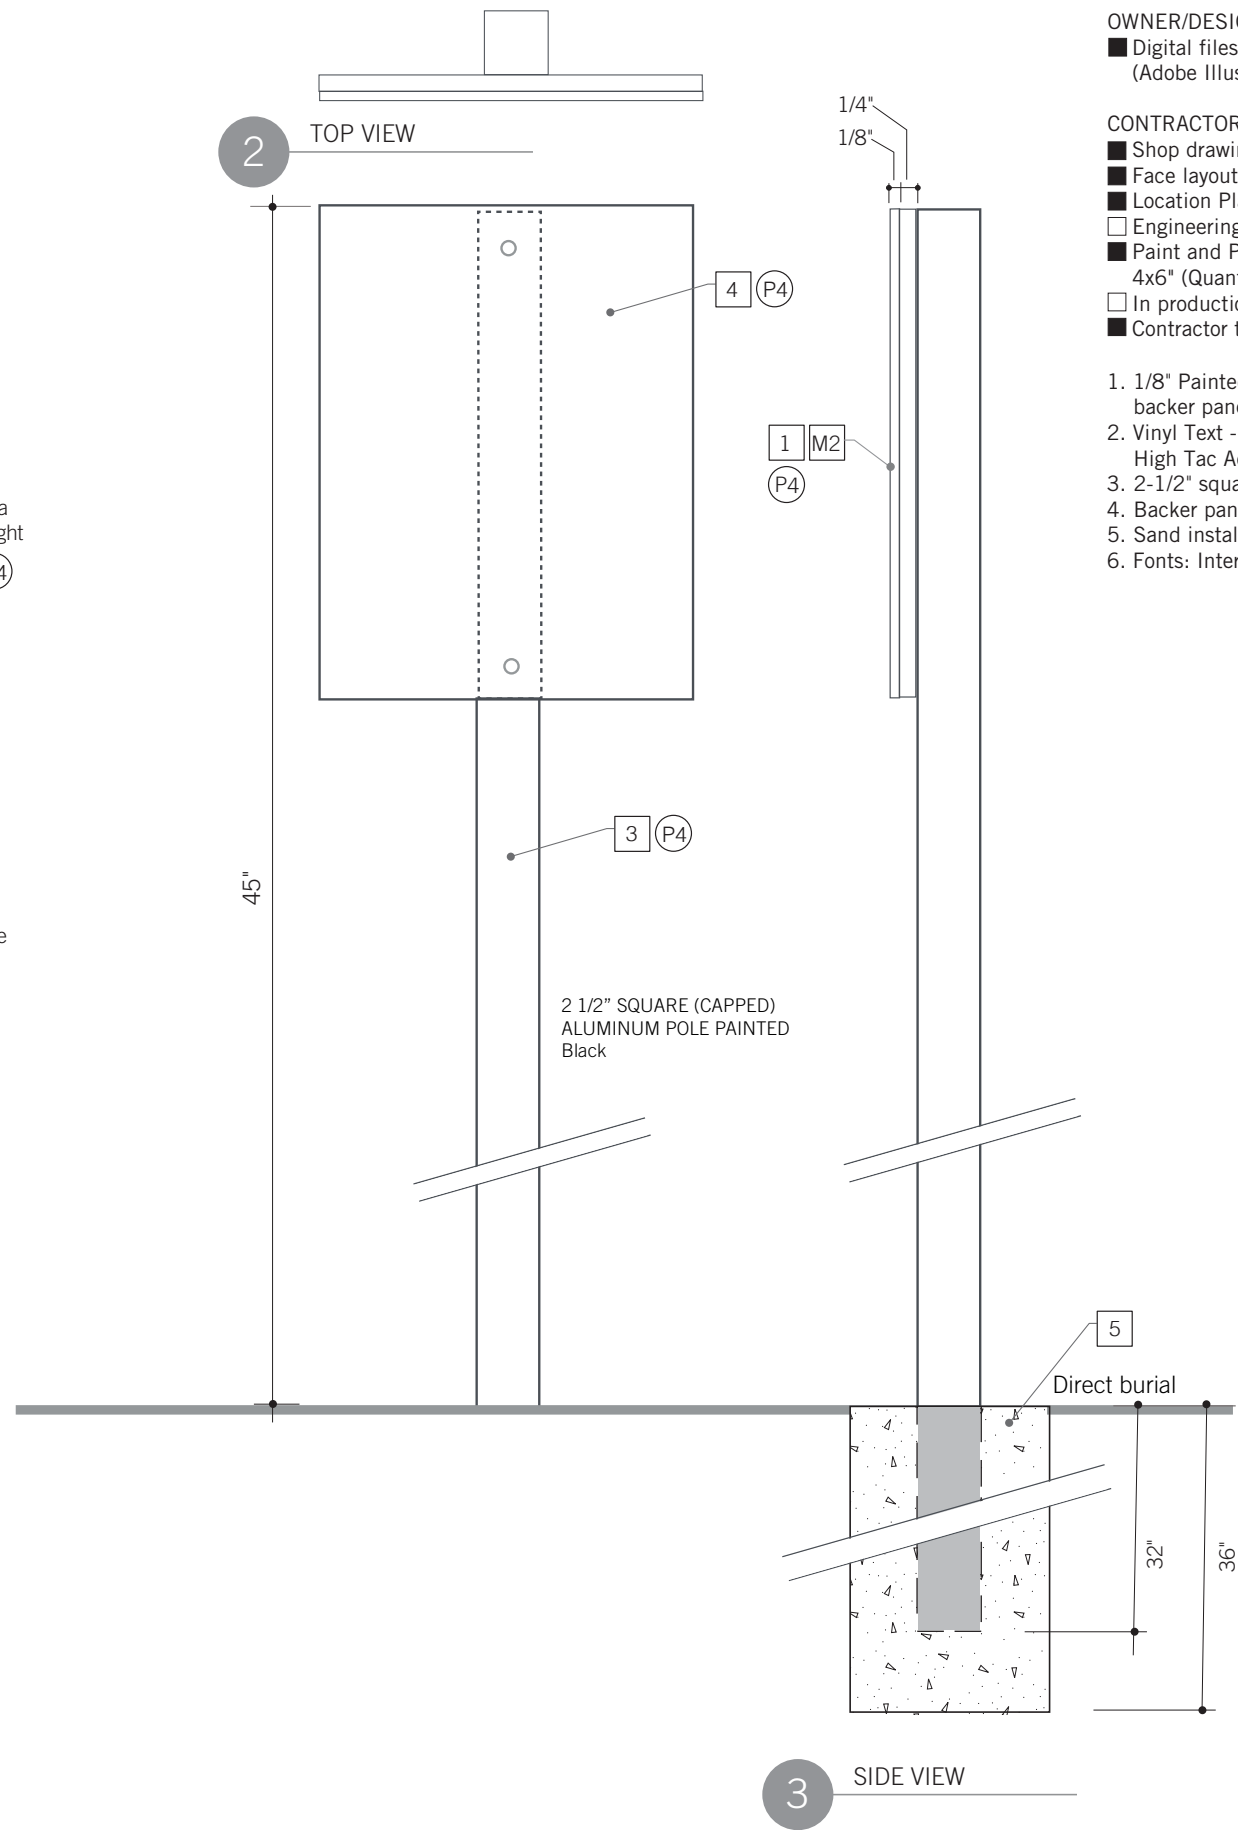 2
TOP VIEW
1/4"
1/8"
4 P4
1 M2
P4
3 P4
45"
2 1/2” SQUARE (CAPPED)
ALUMINUM POLE PAINTED
Black
5
Direct burial
32"
36"
3
SIDE VIEW
a
ght
4
e
OWNER/DESIG
Digital files
(Adobe Illus
CONTRACTOR
Shop drawin
Face layout
Location Pla
Engineering
Paint and P
4x6" (Quant
In productio
Contractor t
1. 1/8" Painte
backer pane
2. Vinyl Text -
High Tac Ad
3. 2-1/2" squa
4. Backer pan
5. Sand instal
6. Fonts: Inter